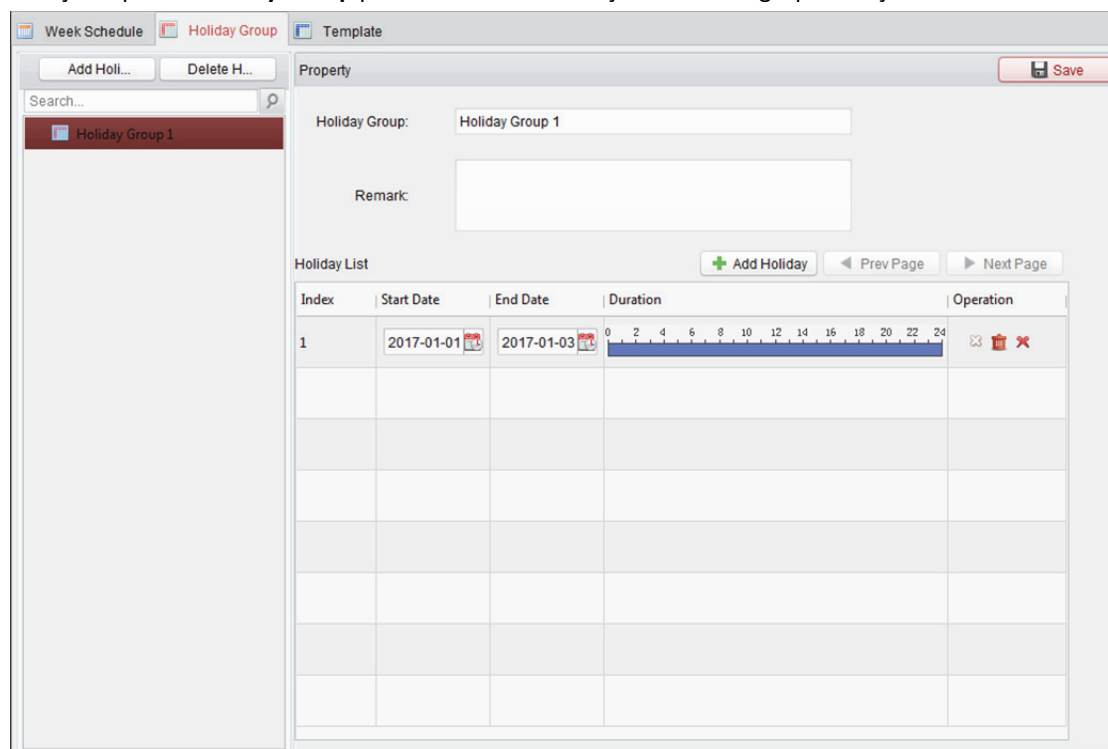 Week Schedule Holiday Group Template
Add Holi... Delete H... Property Save
Search...
Holiday Group 1
Holiday Group: Holiday Group 1
Remark:
Holiday List Add Holiday Prev Page Next Page
Index Start Date End Date Duration Operation
1 2017-01-01 2017-01-03 0 2 4 6 8 10 12 14 16 18 20 22 24